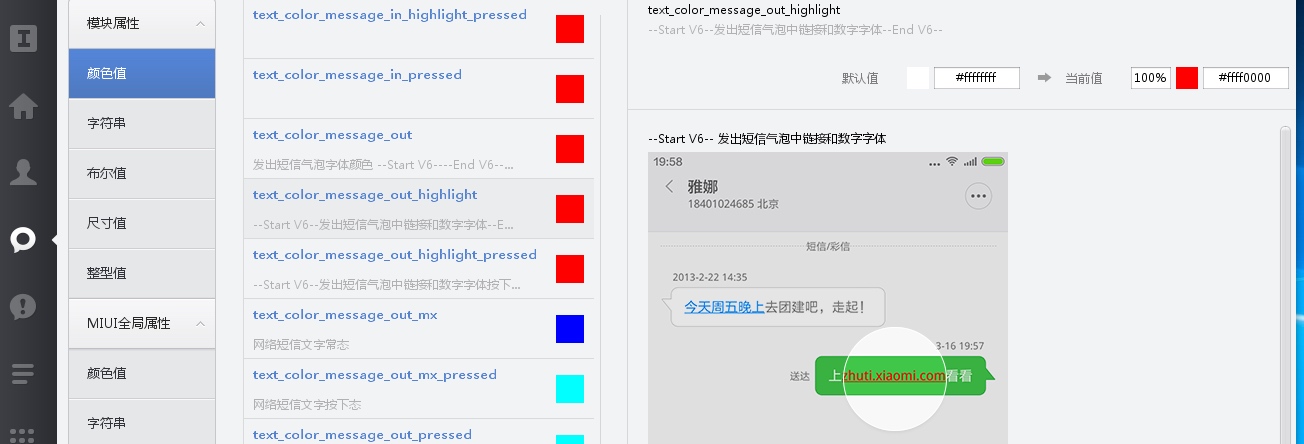 模块属性
颜色值
字符串
布尔值
尺寸值
整型值
MIUI全局属性
颜色值
字符串
text_color_message_in_highlight_pressed
text_color_message_in_pressed
text_color_message_out
发出短信气泡字体颜色 --Start V6----End V6--...
text_color_message_out_highlight
--Start V6--发出短信气泡中链接和数字字体--E...
text_color_message_out_highlight_pressed
--Start V6--发出短信气泡中链接和数字字体按下...
text_color_message_out_mx
网络短信文字常态
text_color_message_out_mx_pressed
网络短信文字按下态
text_color_message_out_pressed
text_color_message_out_highlight
--Start V6--发出短信气泡中链接和数字字体--End V6--
默认值 #ffffffff 当前值 100% #ffff0000
--Start V6-- 发出短信气泡中链接和数字字体
19:58
雅娜
18401024685 北京
短信/彩信
2013-2-22 14:35
今天周五晚上去团建吧，走起！
3-16 19:57
送达 上zhuti.xiaomi.com看看